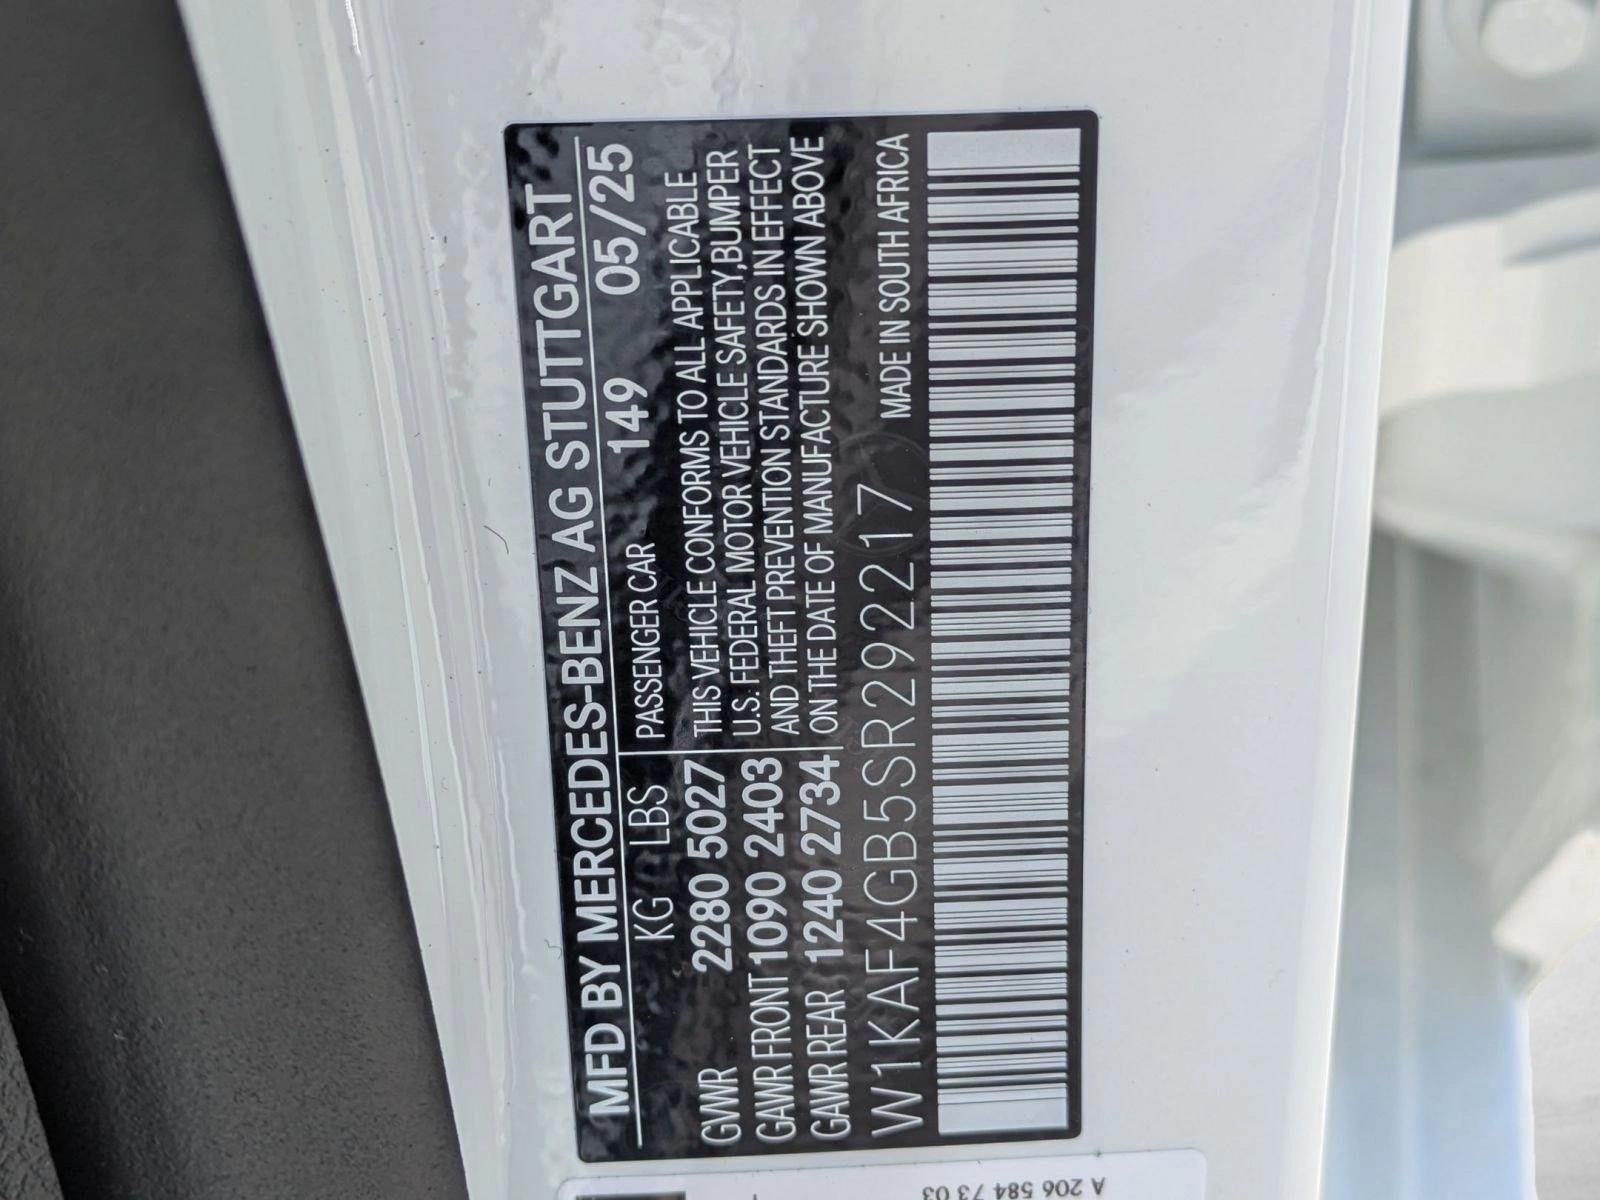 MFD BY MERCEDES-BENZ AG STUTTGART
KG LBS PASSENGER CAR 149 05/25
GVWR 2280 5027 THIS VEHICLE CONFORMS TO ALL APPLICABLE
GAWR FRONT 1090 2403 U.S. FEDERAL MOTOR VEHICLE SAFETY,BUMPER
AND THEFT PREVENTION STANDARDS IN EFFECT
GAWR REAR 1240 2734 ON THE DATE OF MANUFACTURE SHOWN ABOVE
W1KAF4GB5SR292217 MADE IN SOUTH AFRICA
A 206 584 73 03